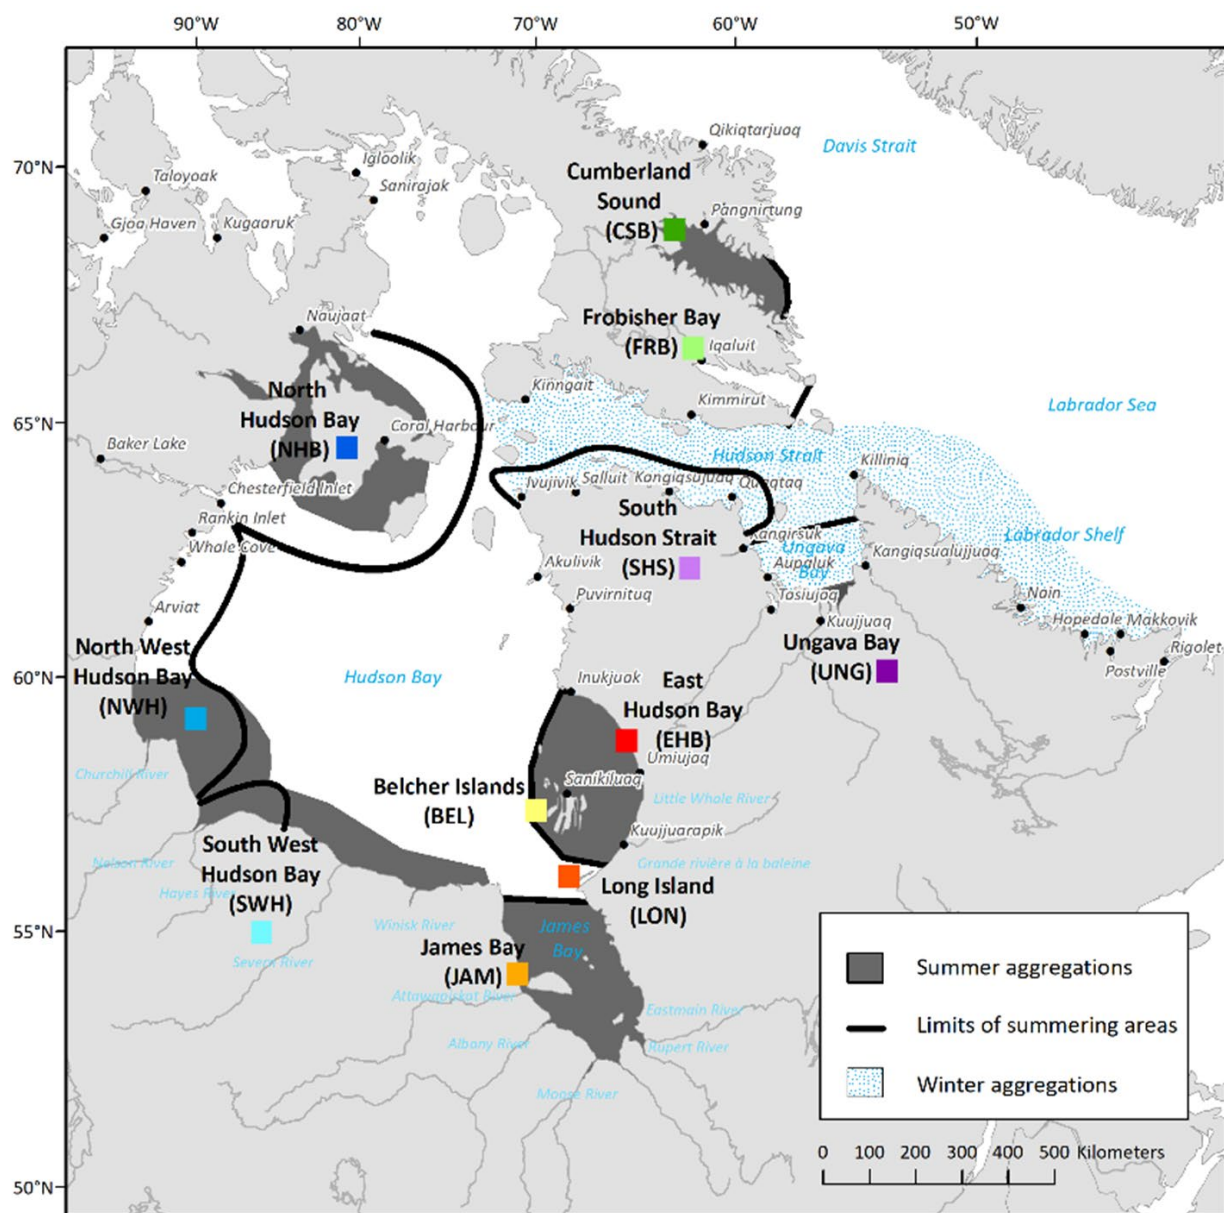 90°W 80°W 70°W 60°W 50°W
70°N
65°N
60°N
55°N
50°N
Qikiqtarjuaq
Davis Strait
Igloolik
Sanirajak
Taloyoak
Cumberland
Sound
(CSB)
Pangnirtung
Gjoa Haven
Kugaaruk
Naujaat
Frobisher Bay
(FRB)
Iqaluit
North
Hudson Bay
(NHB)
Kinngait
Kimmirut
Labrador Sea
Coral Harbour
Baker Lake
Hudson Strait
Killiniq
Chesterfield Inlet
Ivujivik
Salluit
Kangiqsujuaq
Quaqtaq
Rankin Inlet
South
Hudson Strait
(SHS)
Labrador Shelf
Whale Cove
Kangirsuk
Ungava
Bay
Kangiqsualujjuaq
Akulivik
Aupaluk
Puvirnituq
Tasiujaq
Nain
Arviat
Kuujjuaq
Hopedale
Makkovik
North West
Hudson Bay
(NWH)
Ungava Bay
(UNG)
Rigolet
Postville
Hudson Bay
Inukjuak
East
Hudson Bay
(EHB)
Umiujaq
Churchill River
Sanikiluaq
Belcher Islands
(BEL)
Little Whale River
Kuujjuarapik
South West
Hudson Bay
(SWH)
Nelson River
Grande rivière à la baleine
Hayes River
Long Island
(LON)
Winisk River
James
Bay
James Bay
(JAM)
Severn River
Attawapiskat River
Eastmain River
Albany River
Rupert River
Moose River
Summer aggregations
Limits of summering areas
Winter aggregations
0 100 200 300 400 500 Kilometers